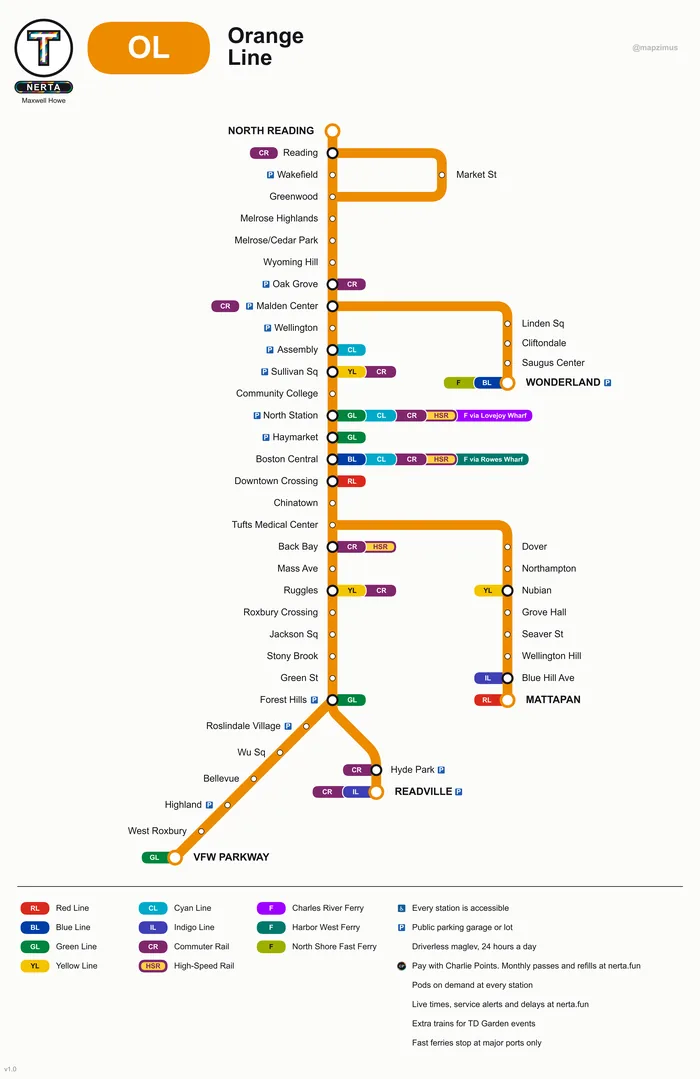 T
NERTA
Maxwell Howe
OL
Orange
Line
@mapzimus
NORTH READING
CR Reading
P Wakefield
Market St
Greenwood
Melrose Highlands
Melrose/Cedar Park
Wyoming Hill
P Oak Grove CR
CR P Malden Center
Linden Sq
P Wellington
Cliftondale
P Assembly CL
Saugus Center
P Sullivan Sq YL CR
F BL WONDERLAND P
Community College
P North Station GL CL CR HSR F via Lovejoy Wharf
P Haymarket GL
Boston Central BL CL CR HSR F via Rowes Wharf
Downtown Crossing RL
Chinatown
Tufts Medical Center
Back Bay CR HSR
Dover
Mass Ave
Northampton
Ruggles YL CR
YL Nubian
Roxbury Crossing
Grove Hall
Jackson Sq
Seaver St
Stony Brook
Wellington Hill
Green St
IL Blue Hill Ave
Forest Hills P GL
RL MATTAPAN
Roslindale Village P
Wu Sq
CR Hyde Park P
Bellevue
CR IL READVILLE P
Highland P
West Roxbury
GL VFW PARKWAY
RL Red Line
BL Blue Line
GL Green Line
YL Yellow Line
CL Cyan Line
IL Indigo Line
CR Commuter Rail
HSR High-Speed Rail
F Charles River Ferry
F Harbor West Ferry
F North Shore Fast Ferry
Every station is accessible
P Public parking garage or lot
Driverless maglev, 24 hours a day
Pay with Charlie Points. Monthly passes and refills at nerta.fun
Pods on demand at every station
Live times, service alerts and delays at nerta.fun
Extra trains for TD Garden events
Fast ferries stop at major ports only
v1.0